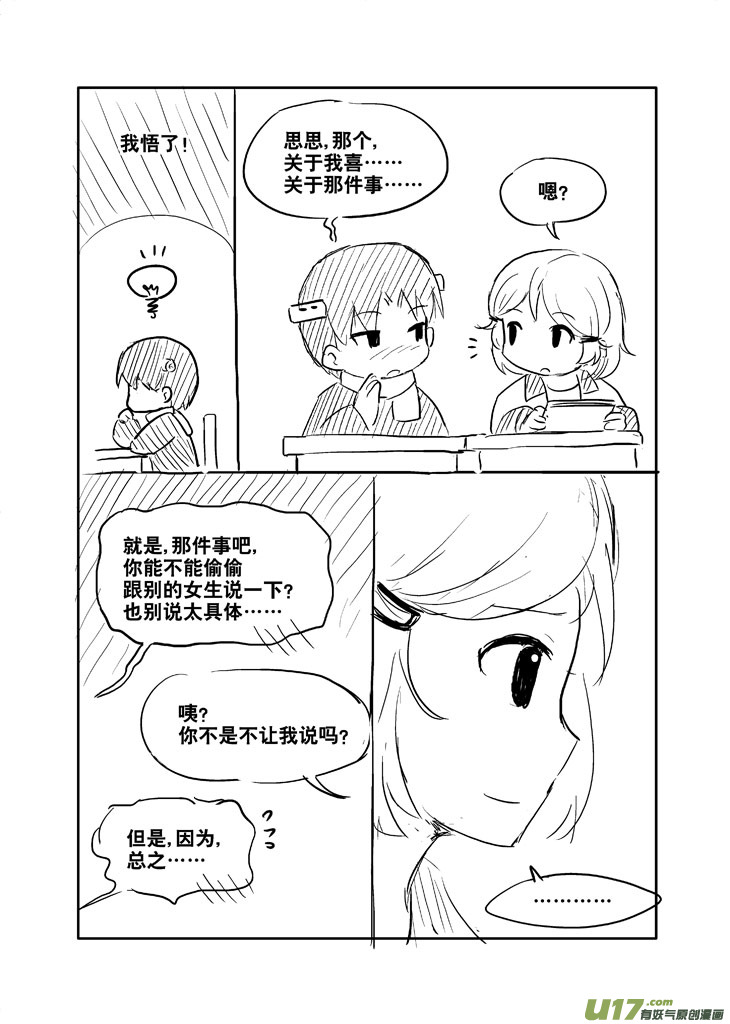 我悟了!
思思,那个,
关于我喜……
关于那件事……
嗯?
就是,那件事吧,
你能不能偷偷
跟别的女生说一下?
也别说太具体……
咦?
你不是不让我说吗?
但是,因为,
总之……
…………
U17.com
有妖气原创漫画